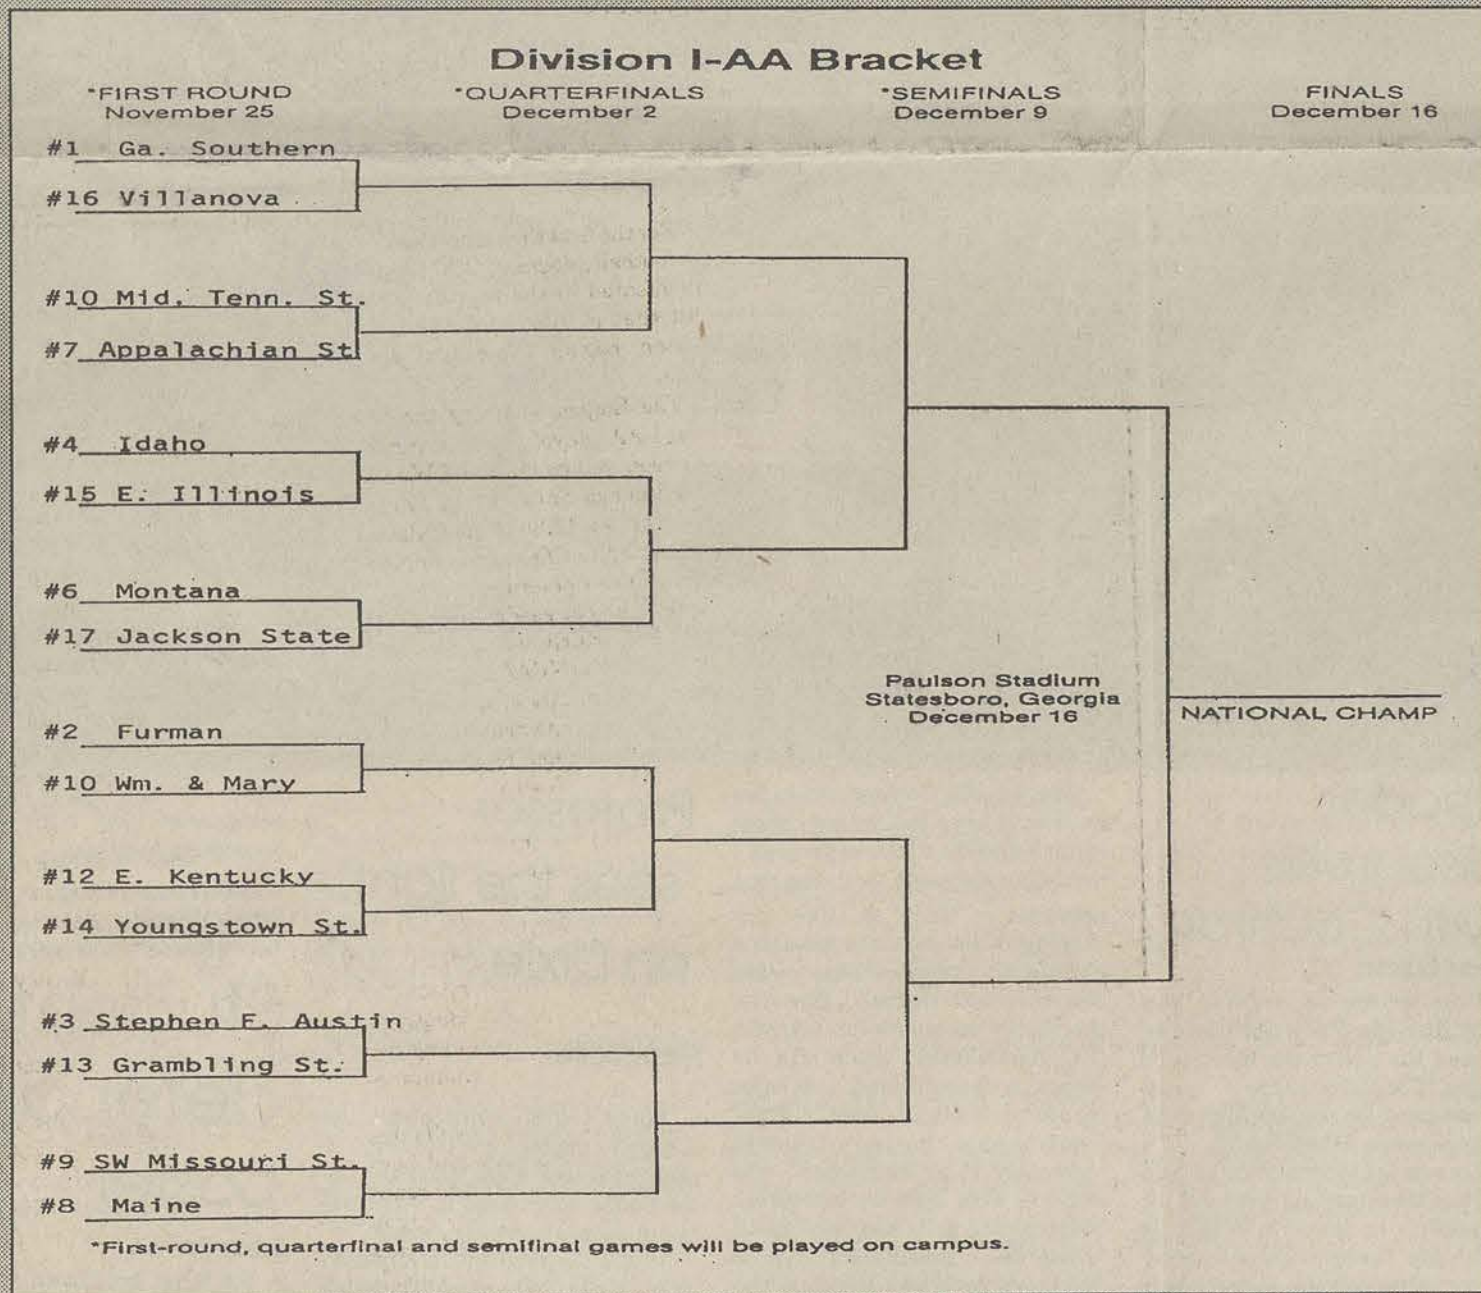 Division I-AA Bracket
*FIRST ROUND
November 25
*QUARTERFINALS
December 2
*SEMIFINALS
December 9
FINALS
December 16
#1 Ga. Southern
#16 Villanova
#10 Mid. Tenn. St.
#7 Appalachian St
#4 Idaho
#15 E. Illinois
#6 Montana
#17 Jackson State
#2 Furman
#10 Wm. & Mary
#12 E. Kentucky
#14 Youngstown St.
#3 Stephen F. Austin
#13 Grambling St.
#9 SW Missouri St.
#8 Maine
Paulson Stadium
Statesboro, Georgia
December 16
NATIONAL CHAMP
*First-round, quarterfinal and semifinal games will be played on campus.